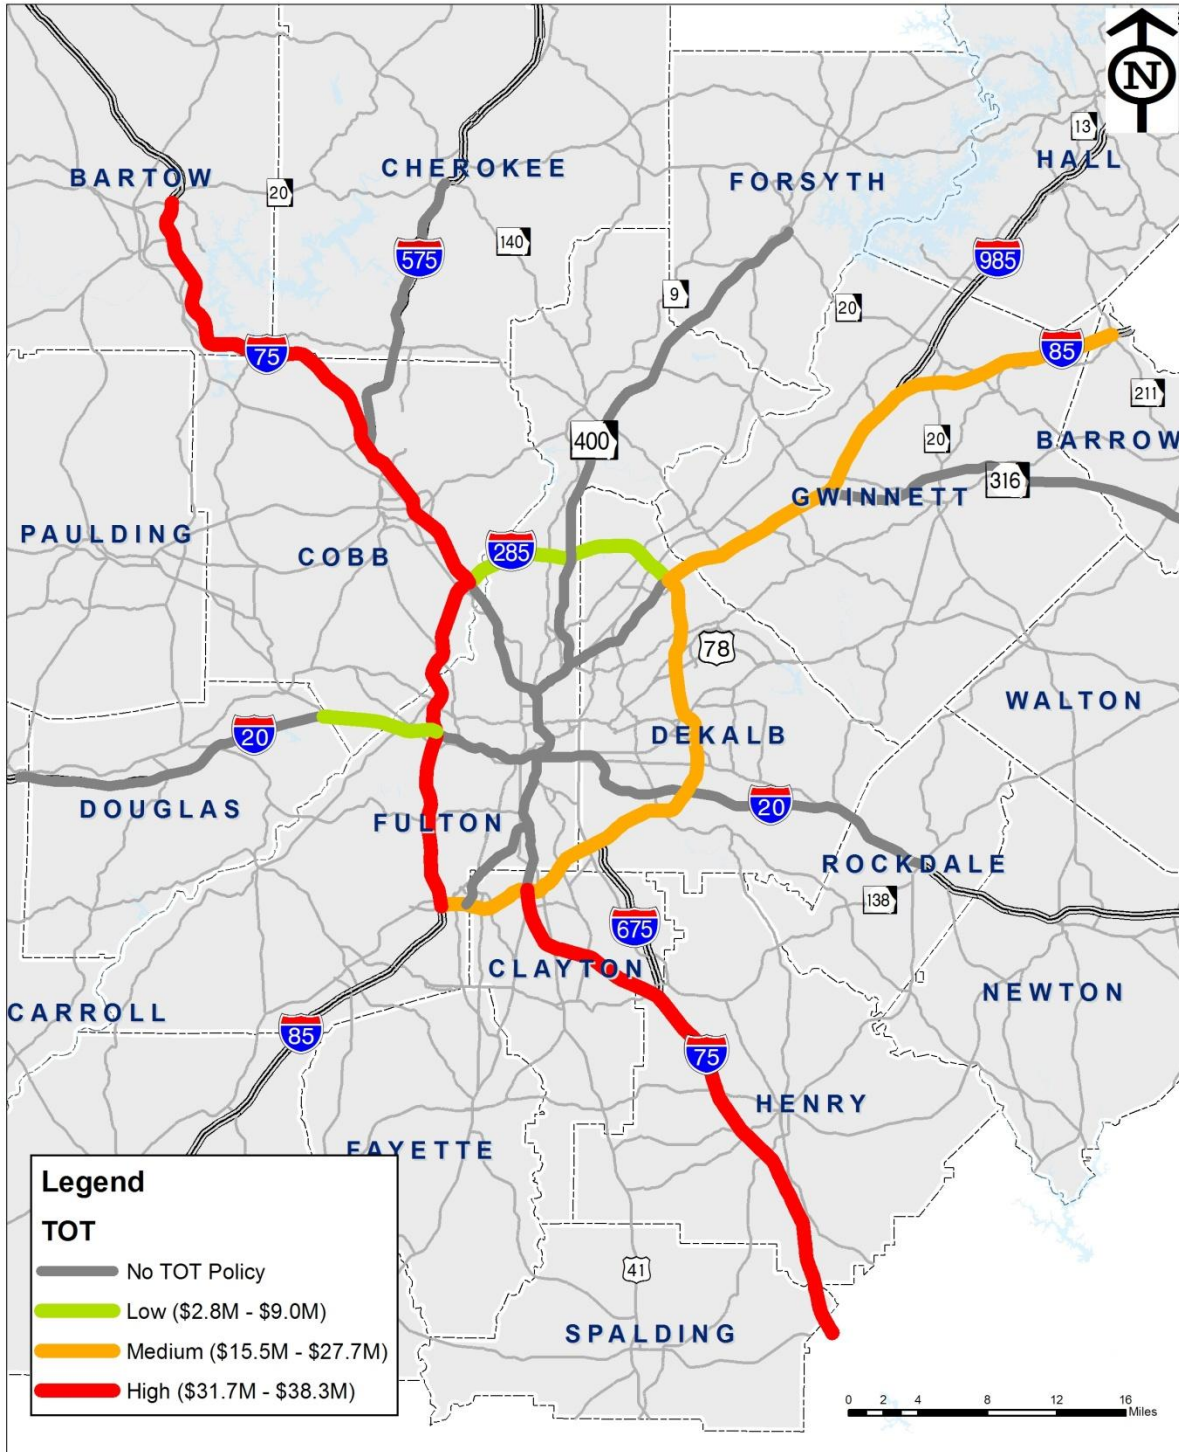 N
13
HALL
BARTOW
CHEROKEE
FORSYTH
20
140
575
985
9
20
75
85
211
400
20
BARROW
316
GWINNETT
PAULDING
COBB
285
78
WALTON
20
DEKALB
DOUGLAS
FULTON
20
ROCKDALE
138
675
CLAYTON
NEWTON
CARROLL
85
75
HENRY
FAYETTE
Legend
TOT
No TOT Policy
Low ($2.8M - $9.0M)
Medium ($15.5M - $27.7M)
High ($31.7M - $38.3M)
41
SPALDING
0 2 4 8 12 16
Miles